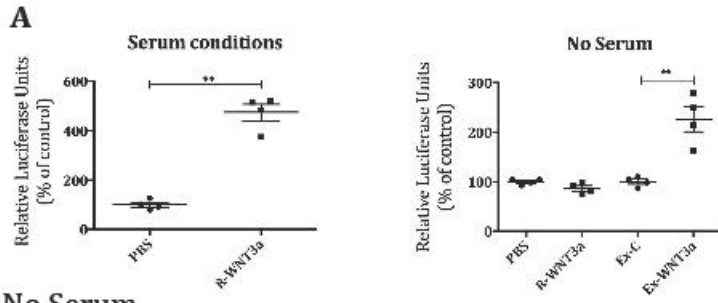 A
Serum conditions
Relative Luciferase Units
(% of control)
600
400
200
0
**
PBS
R-WNT3a
No Serum
Relative Luciferase Units
(% of control)
300
200
100
0
**
PBS
R-WNT3a
Ex-C
Ex-WNT3a
No Serum